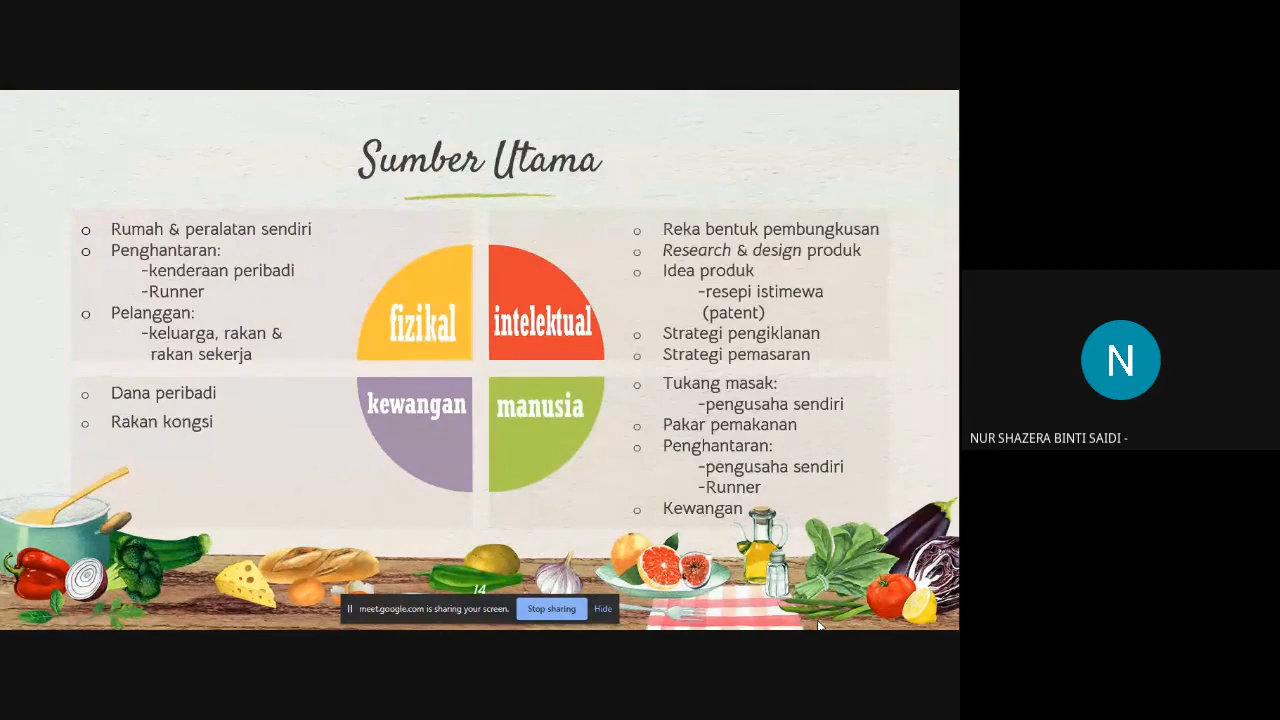 Sumber Utama
o Rumah & peralatan sendiri
o Penghantaran:
-kenderaan peribadi
-Runner
o Pelanggan:
-keluarga, rakan &
rakan sekerja
fizikal
intelektual
o Reka bentuk pembungkusan
o Research & design produk
o Idea produk
-resepi istimewa
(patent)
o Strategi pengiklanan
o Strategi pemasaran
o Dana peribadi
o Rakan kongsi
kewangan
manusia
o Tukang masak:
-pengusaha sendiri
o Pakar pemakanan
o Penghantaran:
-pengusaha sendiri
-Runner
o Kewangan
14
meet.google.com is sharing your screen.
Stop sharing
Hide
N
NUR SHAZERA BINTI SAIDI -